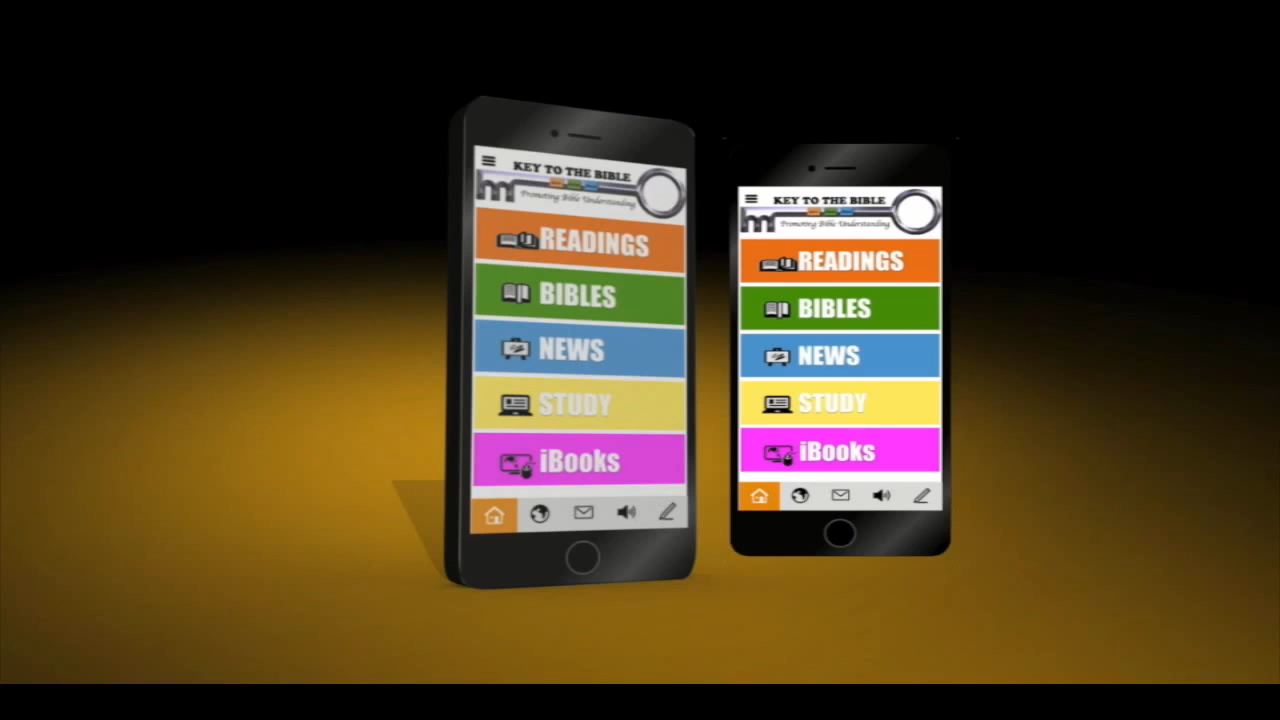 KEY TO THE BIBLE
Promoting Bible Understanding
READINGS
BIBLES
NEWS
STUDY
iBooks
KEY TO THE BIBLE
Promoting Bible Understanding
READINGS
BIBLES
NEWS
STUDY
iBooks